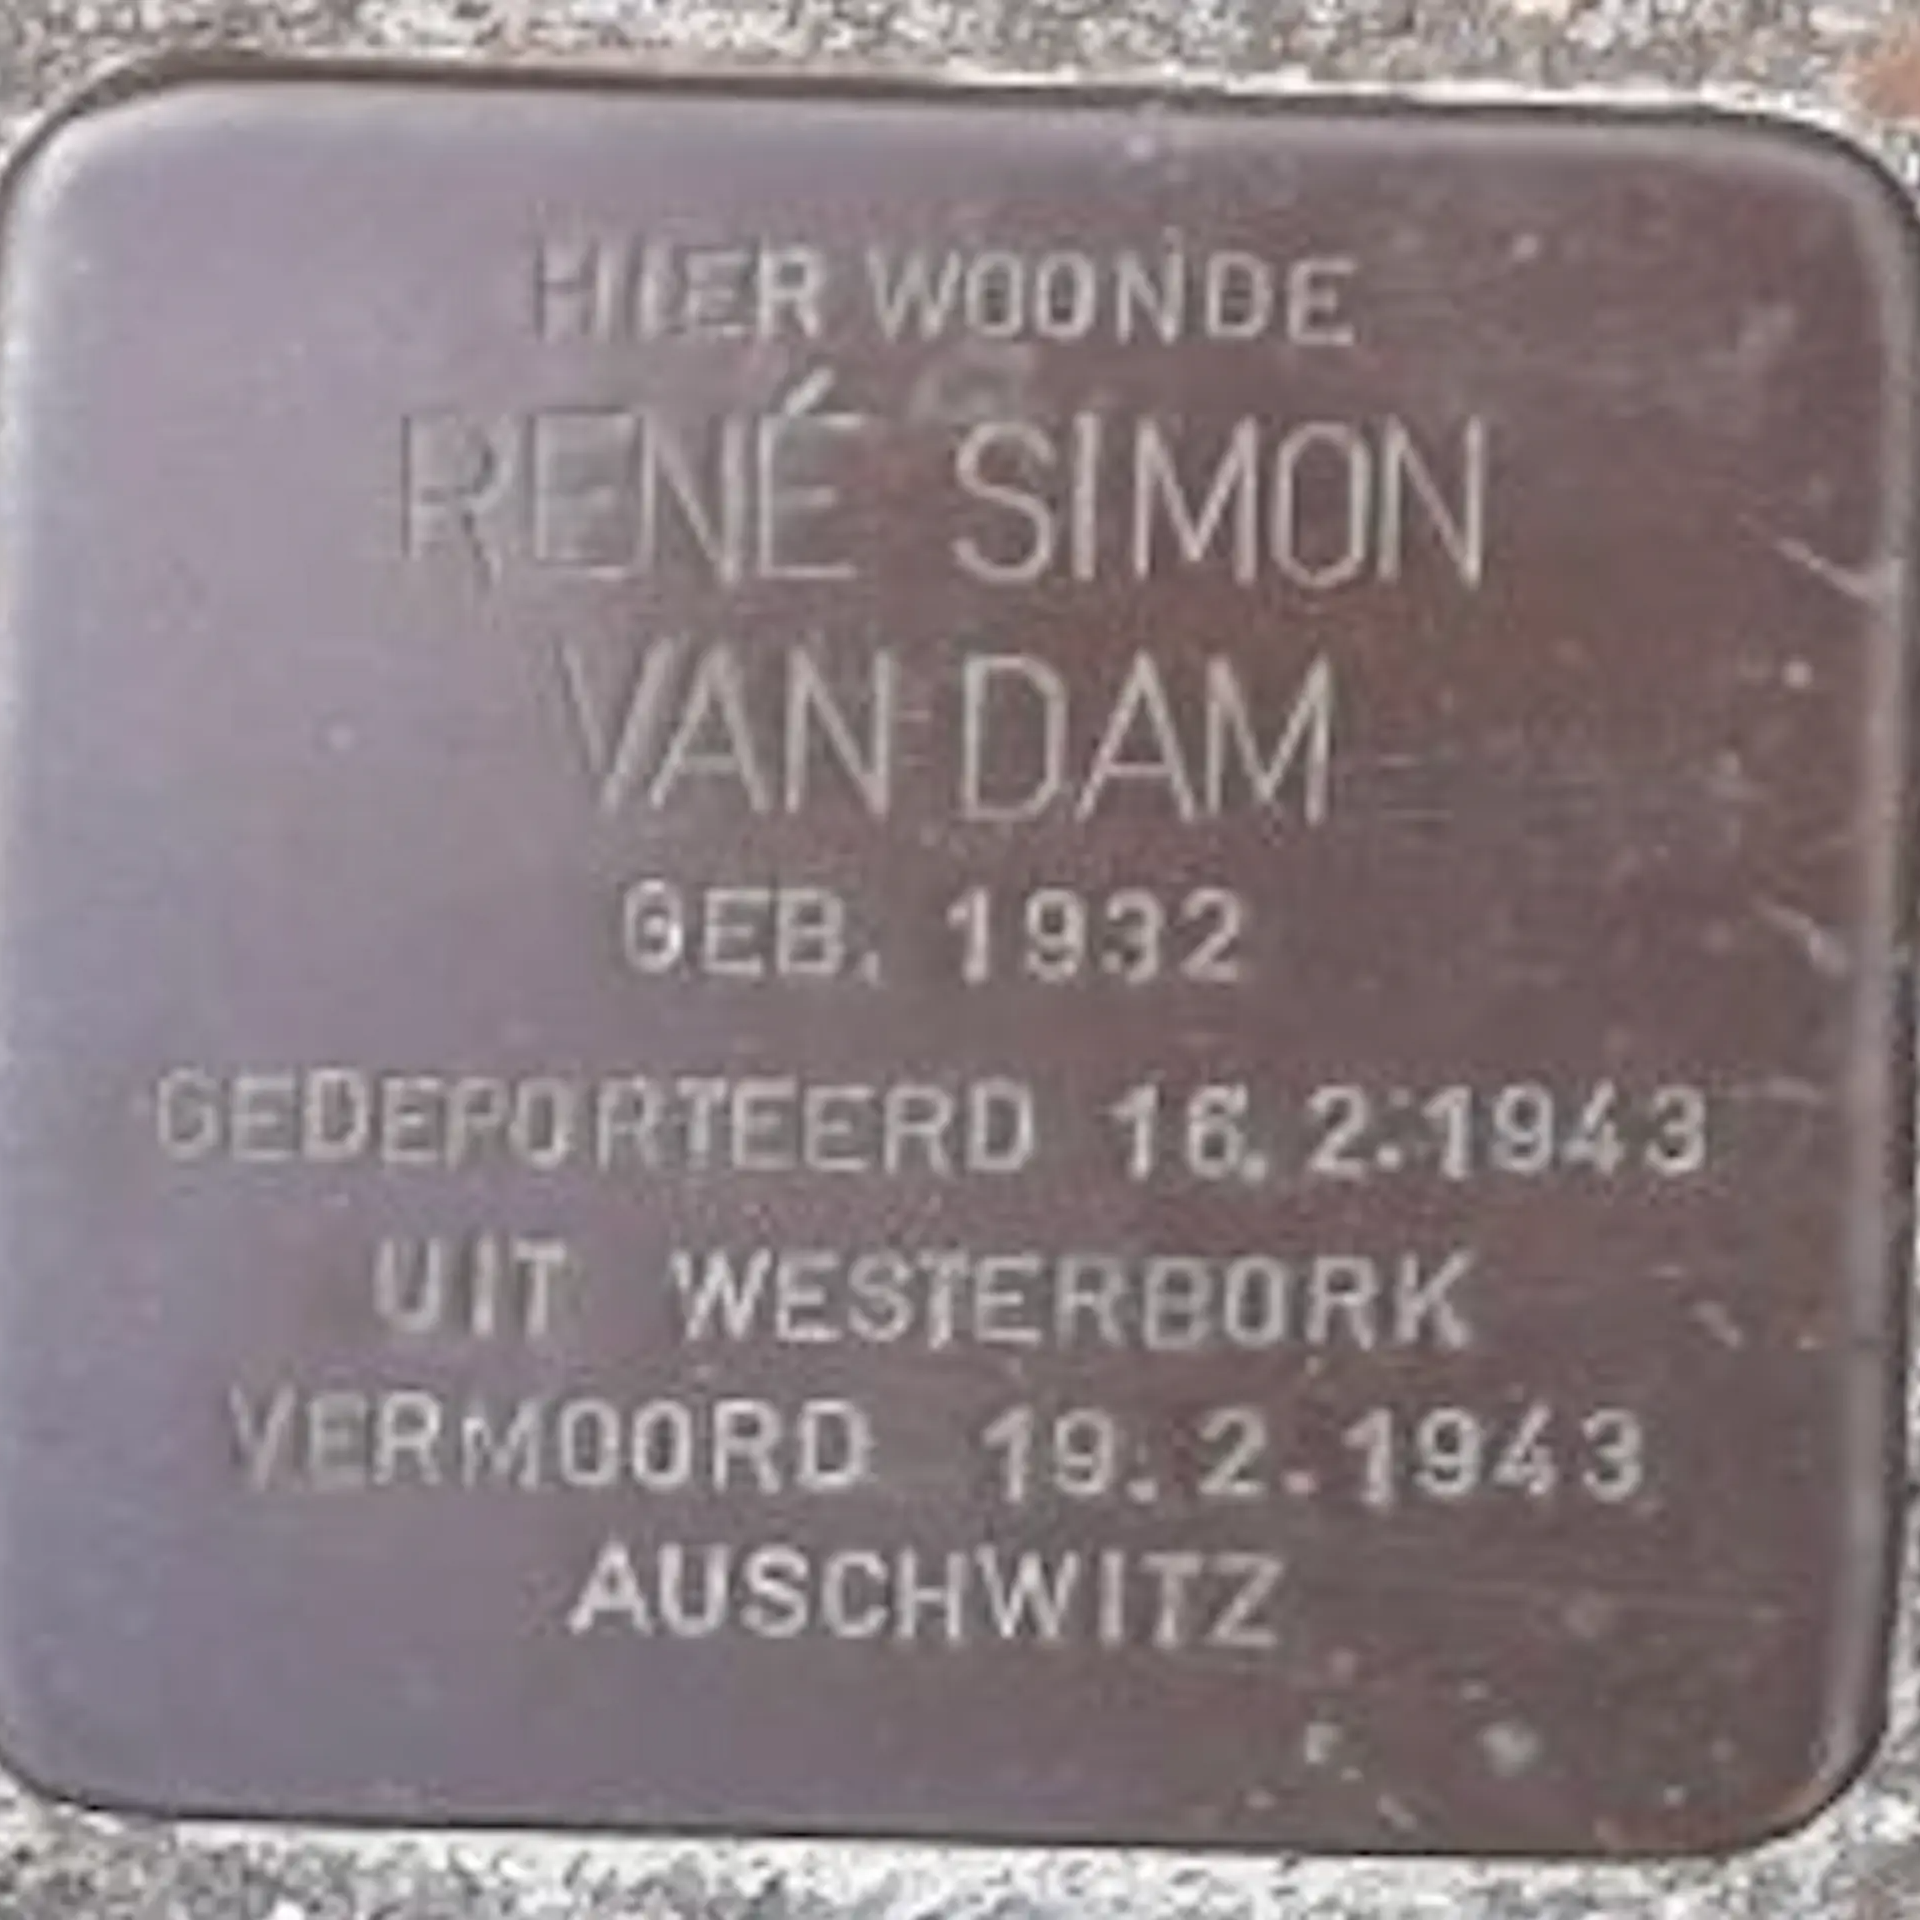 HIER WOONDE
RENÉ SIMON
VAN DAM
GEB. 1932
GEDEPORTEERD 16.2.1943
UIT WESTERBORK
VERMOORD 19.2.1943
AUSCHWITZ